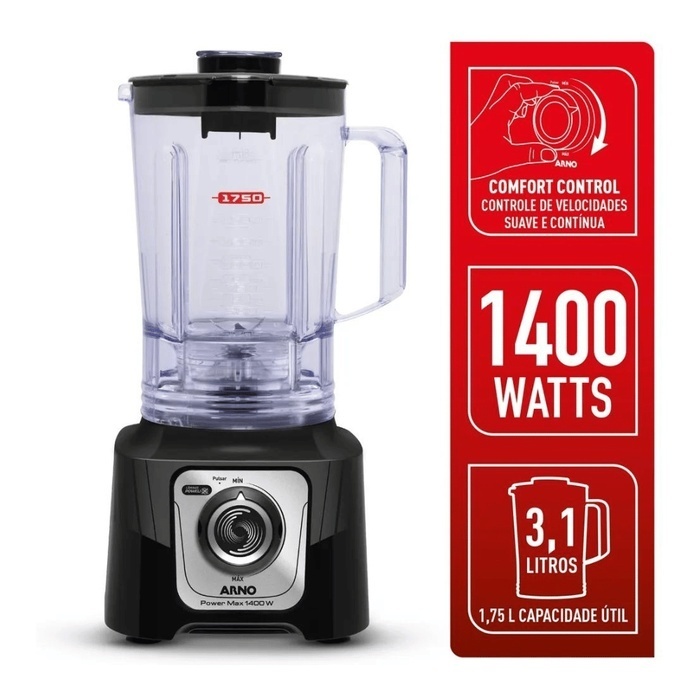 1750
Pulsar
MÍN
MÁX
ARNO
Power Max 1400 W
ARNO
COMFORT CONTROL
CONTROLE DE VELOCIDADES
SUAVE E CONTÍNUA
1400
WATTS
3,1
LITROS
1,75 L CAPACIDADE ÚTIL